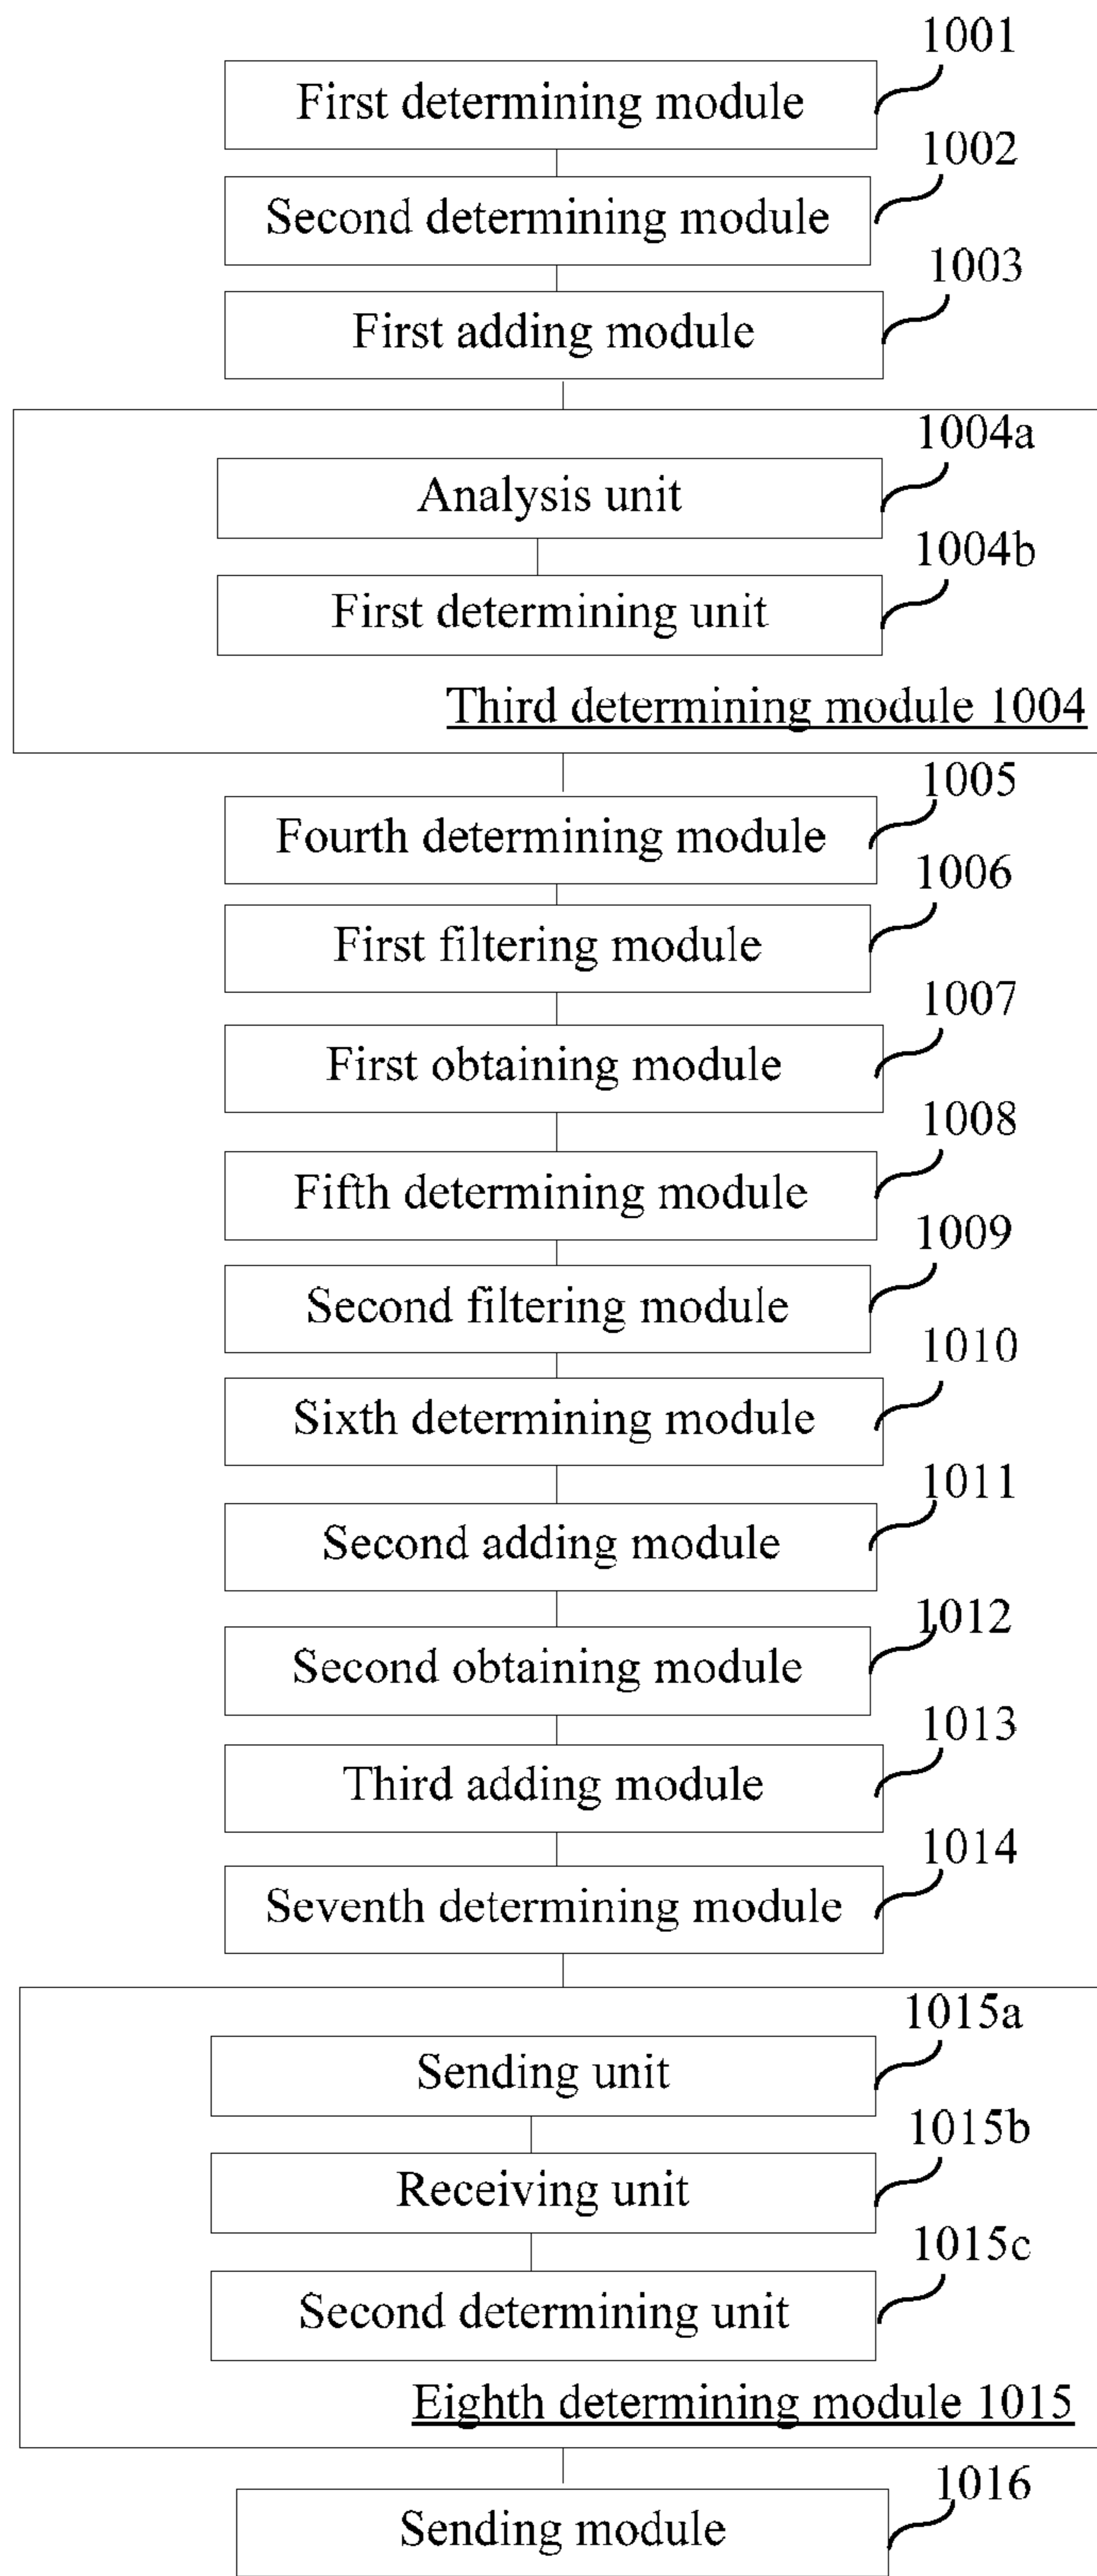 1001
First determining module
1002
Second determining module
1003
First adding module
1004a
Analysis unit
1004b
First determining unit
Third determining module 1004
1005
Fourth determining module
1006
First filtering module
1007
First obtaining module
1008
Fifth determining module
1009
Second filtering module
1010
Sixth determining module
1011
Second adding module
1012
Second obtaining module
1013
Third adding module
1014
Seventh determining module
1015a
Sending unit
1015b
Receiving unit
1015c
Second determining unit
Eighth determining module 1015
1016
Sending module